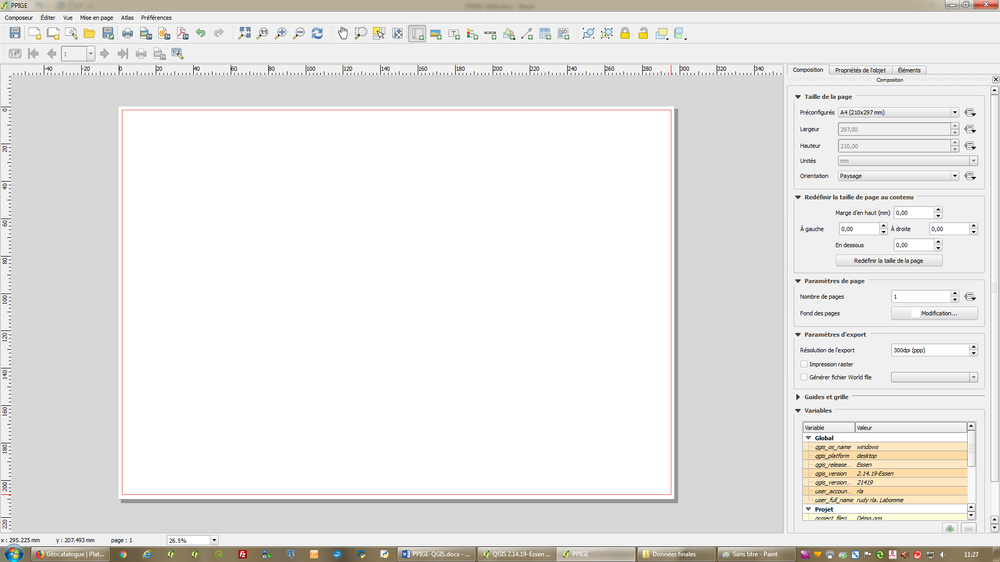 PPIGE
Composeur Éditer Vue Mise en page Atlas Préférences
1:1
T
1
-40 -20 0 20 40 60 80 100 120 140 160 180 200 220 240 260 280 300 320 340
0
20
40
60
80
100
120
140
160
180
200
220
Composition Propriétés de l'objet Éléments
Composition
Taille de la page
Préconfigurés A4 (210x297 mm)
Largeur 297,00
Hauteur 210,00
Unités mm
Orientation Paysage
Redéfinir la taille de page au contenu
Marge d'en haut (mm) 0,00
À gauche 0,00 À droite 0,00
En dessous 0,00
Redéfinir la taille de la page
Paramètres de page
Nombre de pages 1
Fond des pages Modification...
Paramètres d'export
Résolution de l'export 300dpi (ppp)
Impression raster
Générer fichier World file
Guides et grille
Variables
Variable Valeur
Global
qgis_os_name windows
qgis_platform desktop
qgis_release... Essen
qgis_version 2.14.19-Essen
qgis_version... 21419
user_accoun... rla
user_full_name rudy rla. Labomme
Projet
project_filen Démo.qgs
x : 295.225 mm y : 207.493 mm page : 1 26.5%
Géocatalogue | Plat... PPIGE-QGIS.docx - ... QGIS 2.14.19-Essen ... PPIGE Données finales Sans titre - Paint 11:27